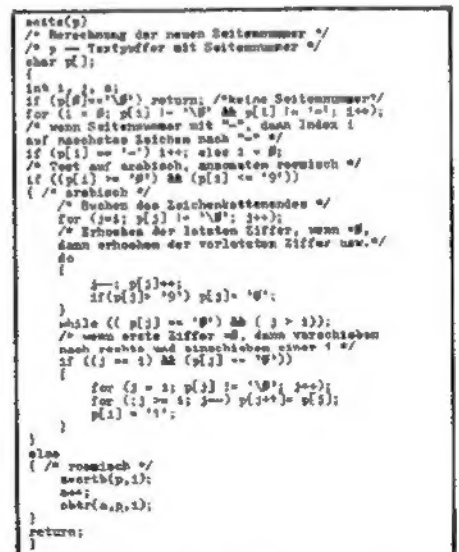 seite(p)
/* Berechnung der neuen Seitennummer */
/* p — Textpuffer mit Seitennummer */
char p[];
{
int i, j, a;
if (p[0]=='\0') return; /*keine Seitennummer*/
for (i = 0; p[i] != '\0' && p[i] != '-'; i++);
/* wenn Seitennummer mit "-", dann Index i
auf naechstes Zeichen nach "-" */
if (p[i] == '-') i++; else i = 0;
/* Test auf arabisch, ansonsten roemisch */
if ((p[i] >= '0') && (p[i] <= '9'))
{ /* arabisch */
/* Suchen des Zeichenkettenendes */
for (j=i; p[j] != '\0'; j++);
/* Erhoehen der letzten Ziffer, wenn =0,
dann erhoehen der vorletzten Ziffer usw.*/
do
{
j--; p[j]++;
if(p[j]> '9') p[j]= '0';
}
while (( p[j] == '0') && ( j > i));
/* wenn erste Ziffer =0, dann verschieben
nach rechts und einschieben einer 1 */
if ((j == i) && (p[j] == '0'))
{
for (j = i; p[j] != '\0'; j++);
for (;j >= i; j--) p[j+1]= p[j];
p[i] = '1';
}
}
else
{ /* roemisch */
a=ortb(p,i);
a++;
obtr(a,p,i);
}
return;
}